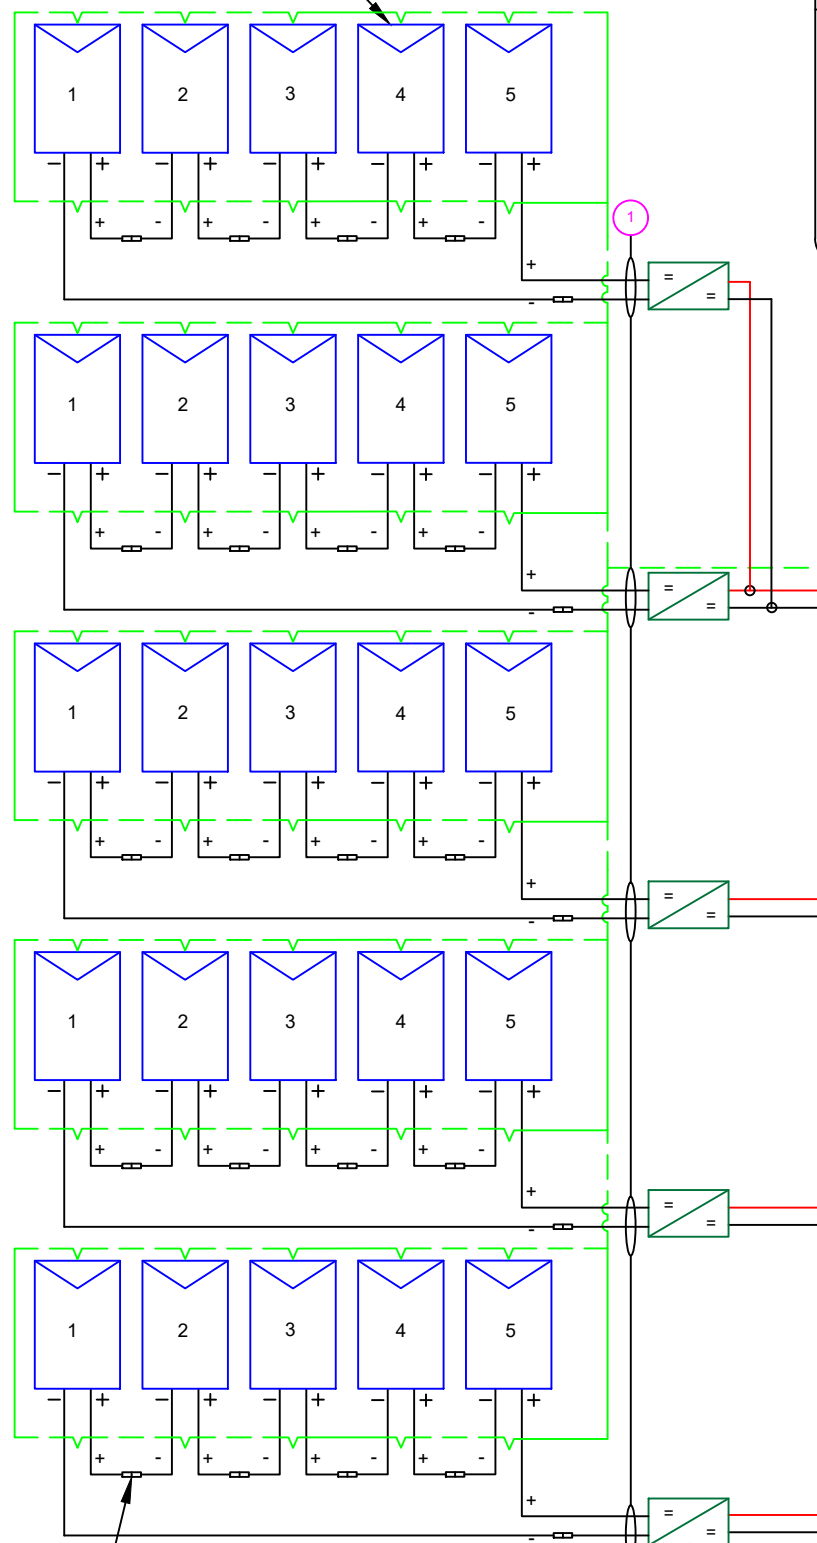 1 2 3 4 5
− + − + − + − + − +
+ - + - + - + -
1
+
=
-
=
1 2 3 4 5
− + − + − + − + − +
+ - + - + - + -
+
=
-
=
1 2 3 4 5
− + − + − + − + − +
+ - + - + - + -
+
=
-
=
1 2 3 4 5
− + − + − + − + − +
+ - + - + - + -
+
=
-
=
1 2 3 4 5
− + − + − + − + − +
+ - + - + - + -
+
=
-
=